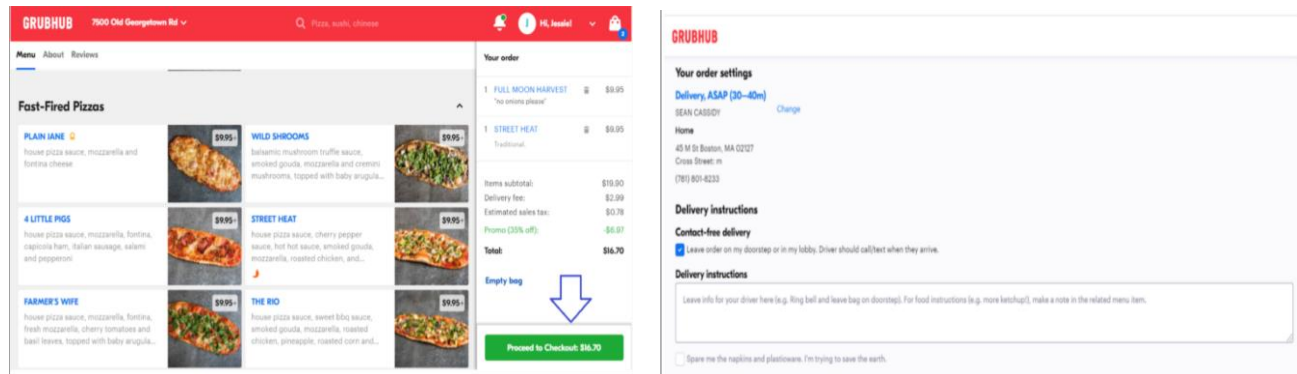 GRUBHUB 7500 Old Georgetown Rd Pizza, sushi, chinese Hi, Jessie!
Menu About Reviews
Fast-Fired Pizzas
PLAIN JANE $9.95+
house pizza sauce, mozzarella and
fontina cheese
WILD SHROOMS $9.95+
balsamic mushroom truffle sauce,
smoked gouda, mozzarella and cremini
mushrooms, topped with baby arugula...
4 LITTLE PIGS $9.95+
house pizza sauce, mozzarella, fontina,
capicola ham, italian sausage, salami
and pepperoni
STREET HEAT $9.95+
house pizza sauce, cherry pepper
sauce, hot hot sauce, smoked gouda,
mozzarella, roasted chicken, and...
FARMER'S WIFE $9.95+
house pizza sauce, mozzarella, fontina,
fresh mozzarella, cherry tomatoes and
basil leaves, topped with baby arugula...
THE RIO $9.95+
house pizza sauce, sweet bbq sauce,
smoked gouda, mozzarella, roasted
chicken, pineapple, roasted corn and...
Your order
1 FULL MOON HARVEST $9.95
"no onions please"
1 STREET HEAT $9.95
Traditional.
Items subtotal: $19.90
Delivery fee: $2.99
Estimated sales tax: $0.78
Promo (35% off): -$6.97
Total: $16.70
Empty bag
Proceed to Checkout: $16.70
GRUBHUB
Your order settings
Delivery, ASAP (30–40m)
SEAN CASSIDY Change
Home
45 M St Boston, MA 02127
Cross Street: m
(781) 801-8233
Delivery instructions
Contact-free delivery
Leave order on my doorstep or in my lobby. Driver should call/text when they arrive.
Delivery instructions
Leave info for your driver here (e.g. Ring bell and leave bag on doorstep). For food instructions (e.g. more ketchup!), make a note in the related menu item.
Spare me the napkins and plasticware. I'm trying to save the earth.